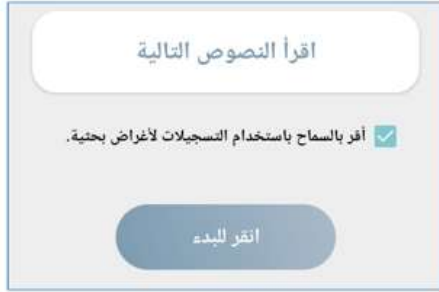 اقرأ النصوص التالية
أقر بالسماح باستخدام التسجيلات لأغراض بحثية.
انقر للبدء